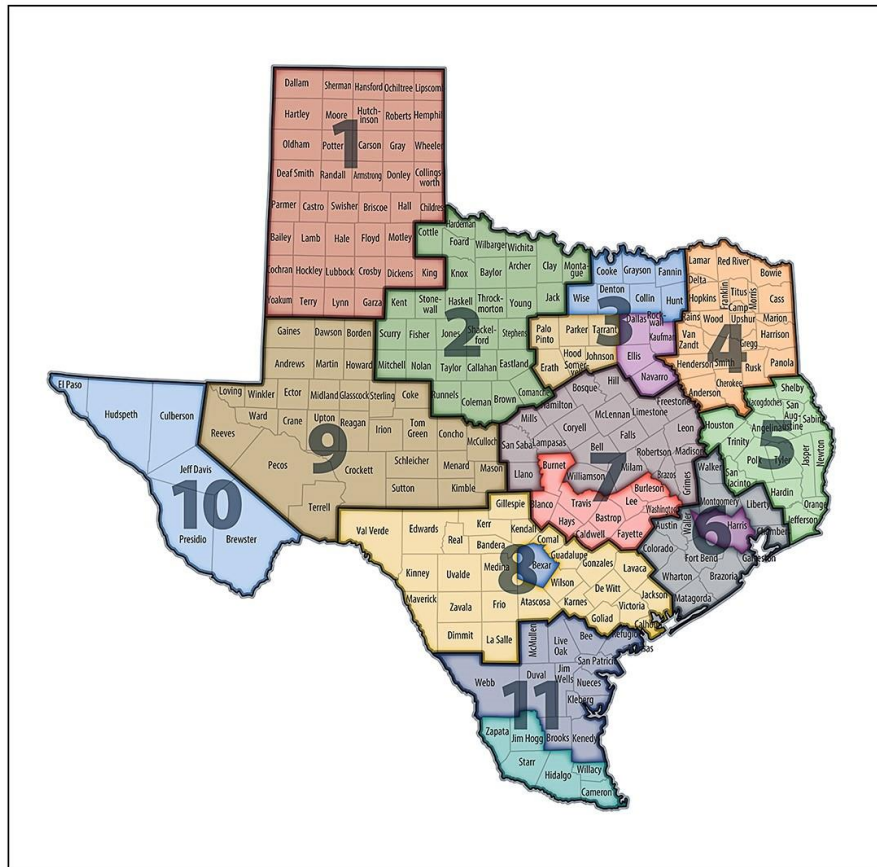 Dallam Sherman Hansford Ochiltree Lipscomb
Hartley Moore Hutch-
inson Roberts Hemphill
1
Oldham Potter Carson Gray Wheeler
Deaf Smith Randall Armstrong Donley Collings-
worth
Parmer Castro Swisher Briscoe Hall Childress
Bailey Lamb Hale Floyd Motley
Cochran Hockley Lubbock Crosby Dickens King
Yoakum Terry Lynn Garza
Hardeman
Cottle Foard Wilbarger Wichita
Knox Baylor Archer Clay Monta-
gue
Kent Stone-
wall Haskell Throck-
morton Young Jack
2
Scurry Fisher Jones Shackel-
ford Stephens
Mitchell Nolan Taylor Callahan Eastland
Runnels Coleman Brown Comanche
Cooke Grayson Fannin
Wise Denton Collin Hunt
3
Palo
Pinto Parker Tarrant Dallas Rock
wall
Kaufman
Erath Hood Somer
vell Johnson Ellis
Navarro
Lamar Red River Bowie
Delta
Hopkins Franklin Titus Morris Cass
Camp
Rains Wood Upshur Marion
4
Van
Zandt Smith Gregg Harrison
Henderson Rusk Panola
Anderson Cherokee
Shelby
Nacogdoches San
Aug-
ustine Sabine
Houston Angelina
Trinity
5
Polk Tyler Jasper Newton
San
Jacinto
Hardin
Orange
Jefferson
Walker
Montgomery Liberty
Chambers
6
Austin Waller Harris
Colorado Fort Bend Galveston
Wharton Brazoria
Matagorda
Bosque Hill Freestone
Hamilton McLennan Limestone
Mills Coryell Leon
San Saba Lampasas Falls
Bell Robertson Madison
7
Llano Burnet Williamson Milam Brazos Grimes
Burleson
Blanco Travis Lee Washington
Hays Bastrop
Caldwell Fayette
Gillespie
Val Verde Edwards Kerr Kendall Comal
Real Bandera Guadalupe
8
Kinney Uvalde Medina Bexar Gonzales Lavaca
Wilson De Witt
Maverick Zavala Frio Atascosa Karnes Victoria Jackson
Goliad Calhoun
Dimmit La Salle
Gaines Dawson Borden
Andrews Martin Howard
Loving Winkler Ector Midland Glasscock Sterling Coke
Ward Crane Upton Reagan Irion Tom
Green Concho McCulloch
9
Reeves Pecos Crockett Schleicher Menard Mason
Sutton Kimble
Terrell
El Paso
Hudspeth Culberson
Jeff Davis
10
Presidio Brewster
McMullen Live
Oak Bee Refugio
San Patricio
Webb Duval Jim
Wells Nueces
11
Kleberg
Brooks Kenedy
Zapata Jim Hogg
Starr Hidalgo Willacy
Cameron